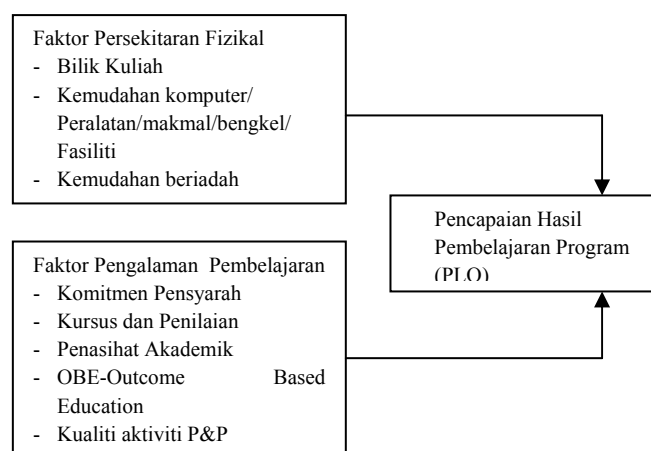 Faktor Persekitaran Fizikal
- Bilik Kuliah
- Kemudahan komputer/
Peralatan/makmal/bengkel/
Fasiliti
- Kemudahan beriadah
Pencapaian Hasil
Pembelajaran Program
(PLO)
Faktor Pengalaman Pembelajaran
- Komitmen Pensyarah
- Kursus dan Penilaian
- Penasihat Akademik
- OBE-Outcome Based
Education
- Kualiti aktiviti P&P